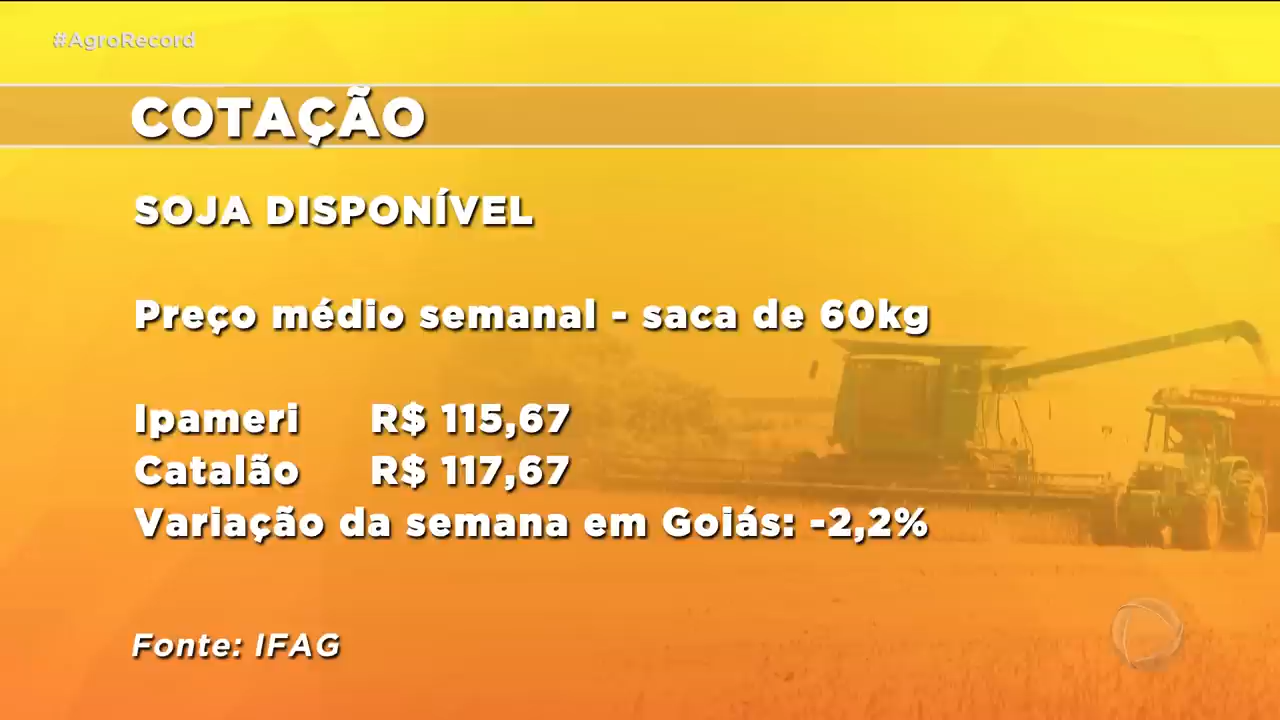 #AgroRecord
COTAÇÃO
SOJA DISPONÍVEL
Preço médio semanal - saca de 60kg
Ipameri R$ 115,67
Catalão R$ 117,67
Variação da semana em Goiás: -2,2%
Fonte: IFAG